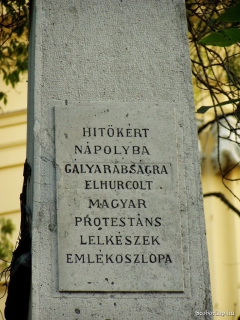 HITÖKÉRT
NÁPOLYBA
GÁLYARABSÁGRA
ELHURCOLT
MAGYAR
PROTESTÁNS
LELKÉSZEK
EMLÉKOSZLOPA